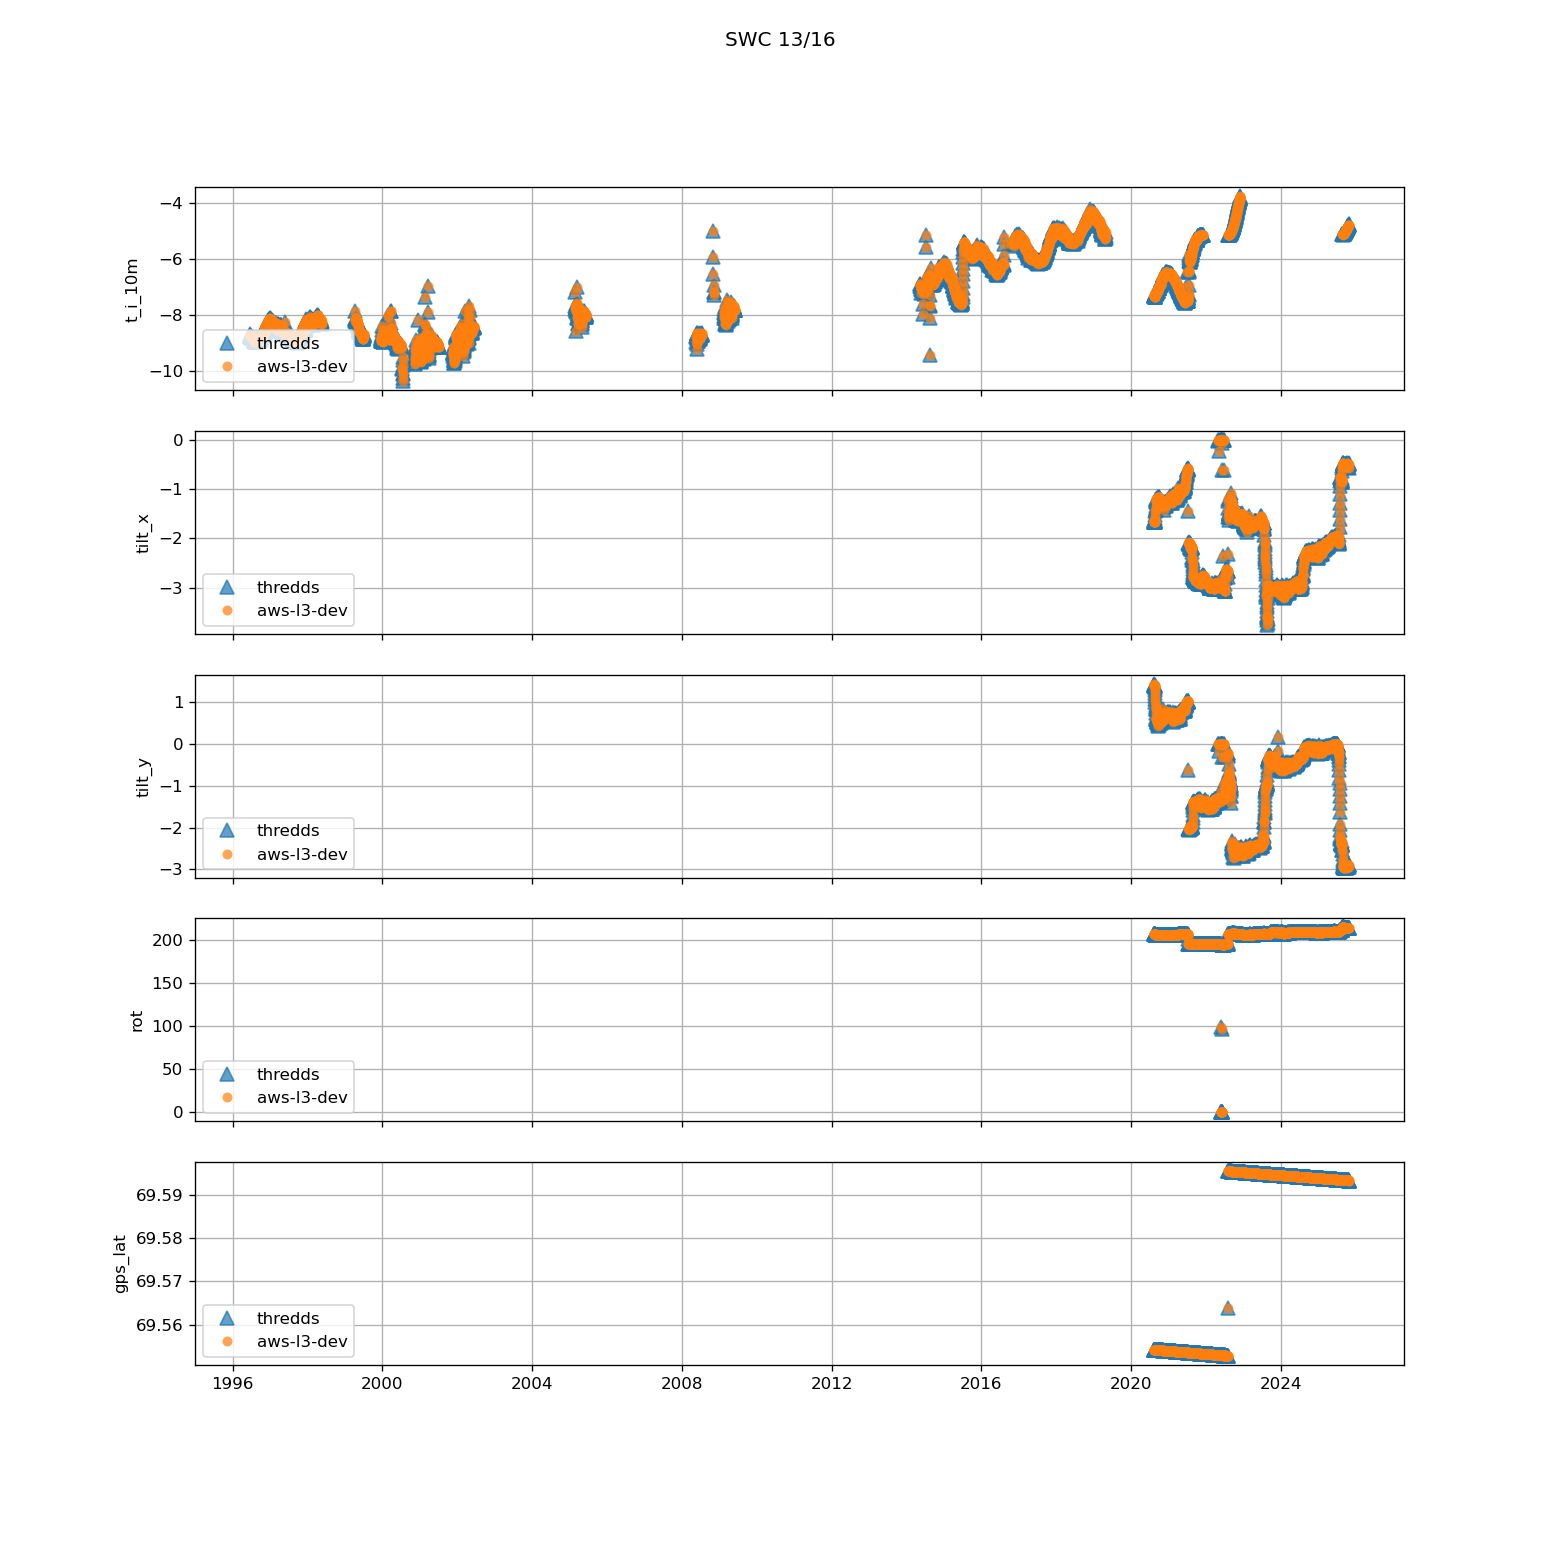 SWC 13/16
t_i_10m
−4
−6
−8
−10
thredds
aws-l3-dev
tilt_x
0
−1
−2
−3
thredds
aws-l3-dev
tilt_y
1
0
−1
−2
−3
thredds
aws-l3-dev
rot
200
150
100
50
0
thredds
aws-l3-dev
gps_lat
69.59
69.58
69.57
69.56
thredds
aws-l3-dev
1996 2000 2004 2008 2012 2016 2020 2024